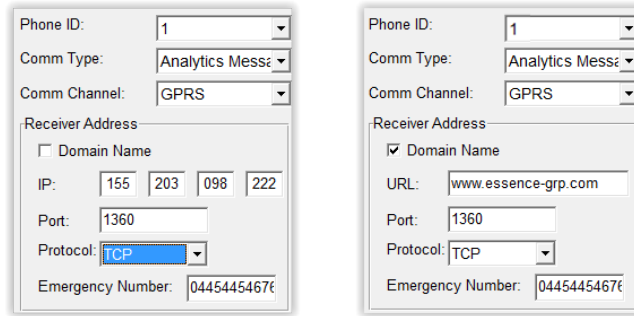 Phone ID: 1
Comm Type: Analytics Messa
Comm Channel: GPRS
Receiver Address
Domain Name
IP: 155 203 098 222
Port: 1360
Protocol: TCP
Emergency Number: 04454454676
Phone ID: 1
Comm Type: Analytics Messa
Comm Channel: GPRS
Receiver Address
Domain Name
URL: www.essence-grp.com
Port: 1360
Protocol: TCP
Emergency Number: 04454454676